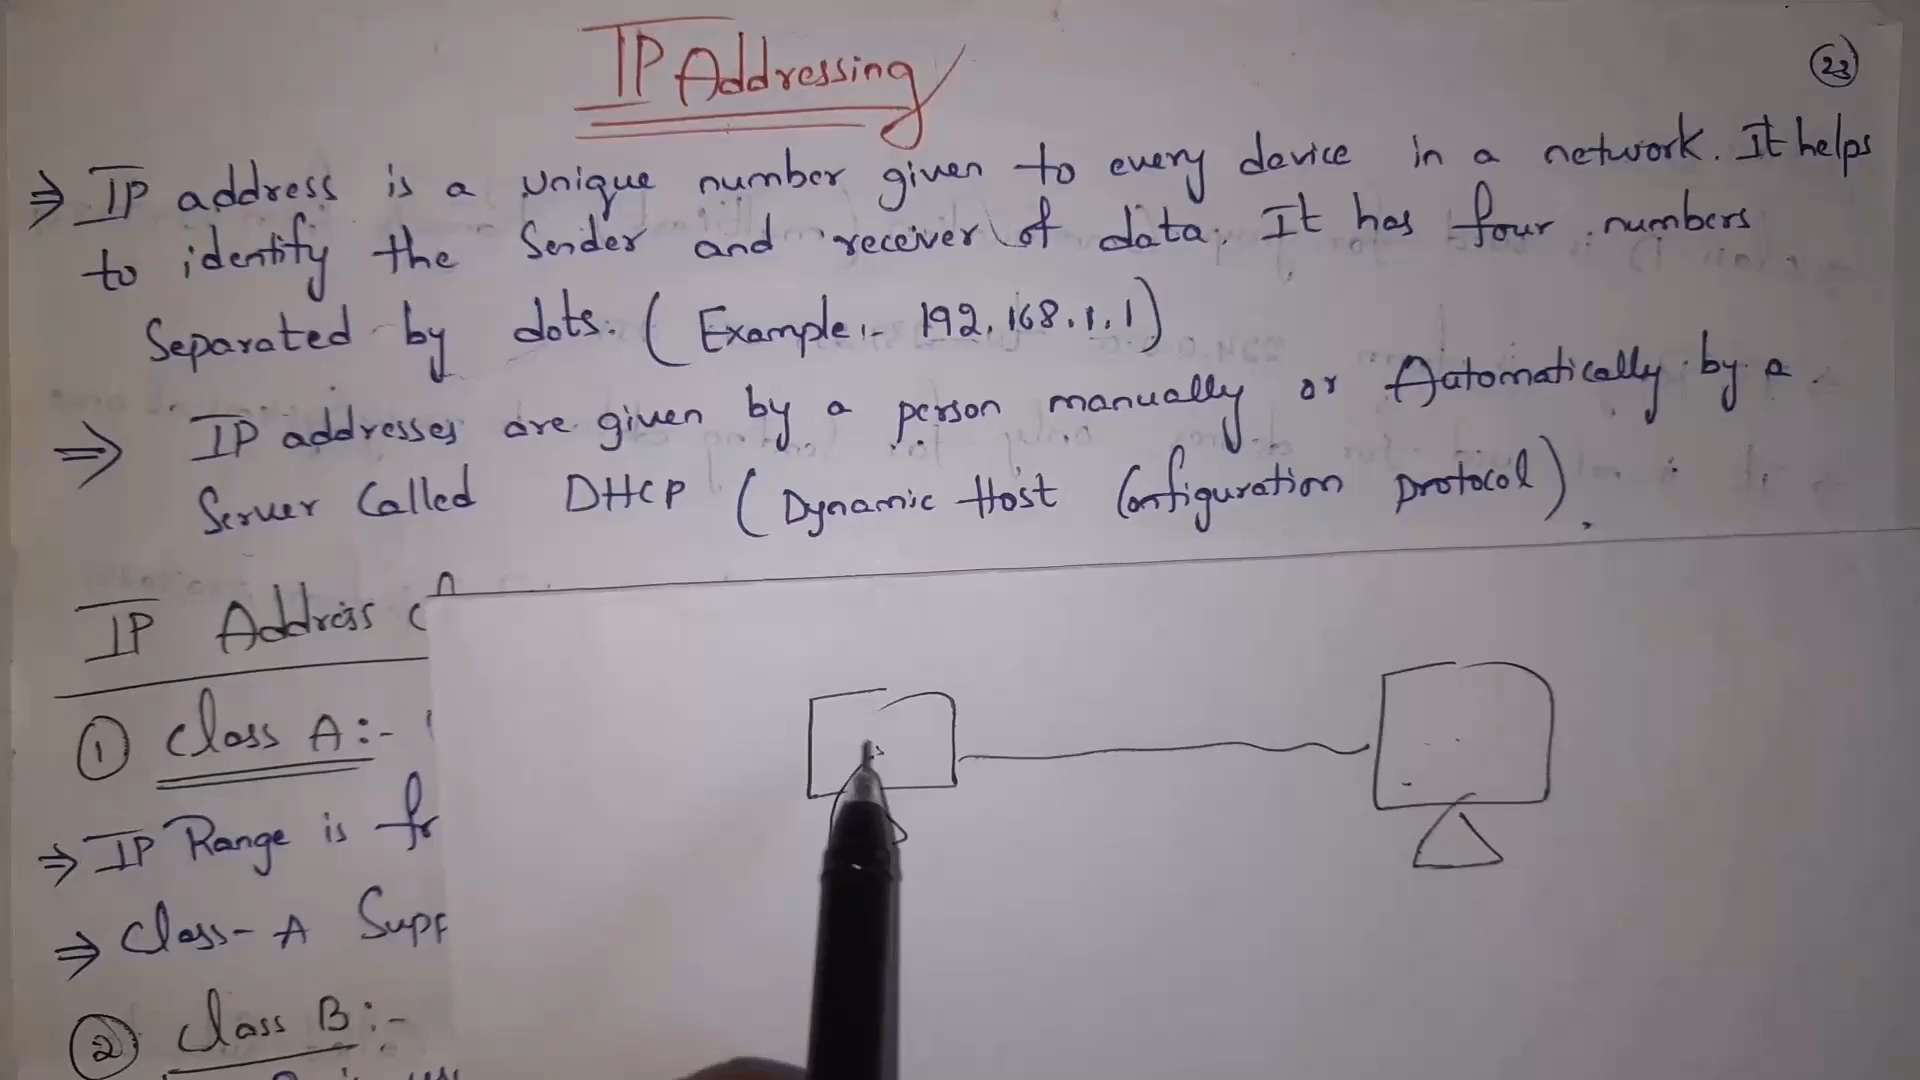 IP Addressing
23
⇒ IP address is a unique number given to every device in a network. It helps
to identify the Sender and receiver of data. It has four numbers
Separated by dots. (Example:- 192.168.1.1)
⇒ IP addresses are given by a person manually or Automatically by a
Server Called DHCP (Dynamic Host Configuration protocol).
IP Address
① Class A:-
⇒ IP Range is fr
⇒ Class-A Supp
② Class B:-